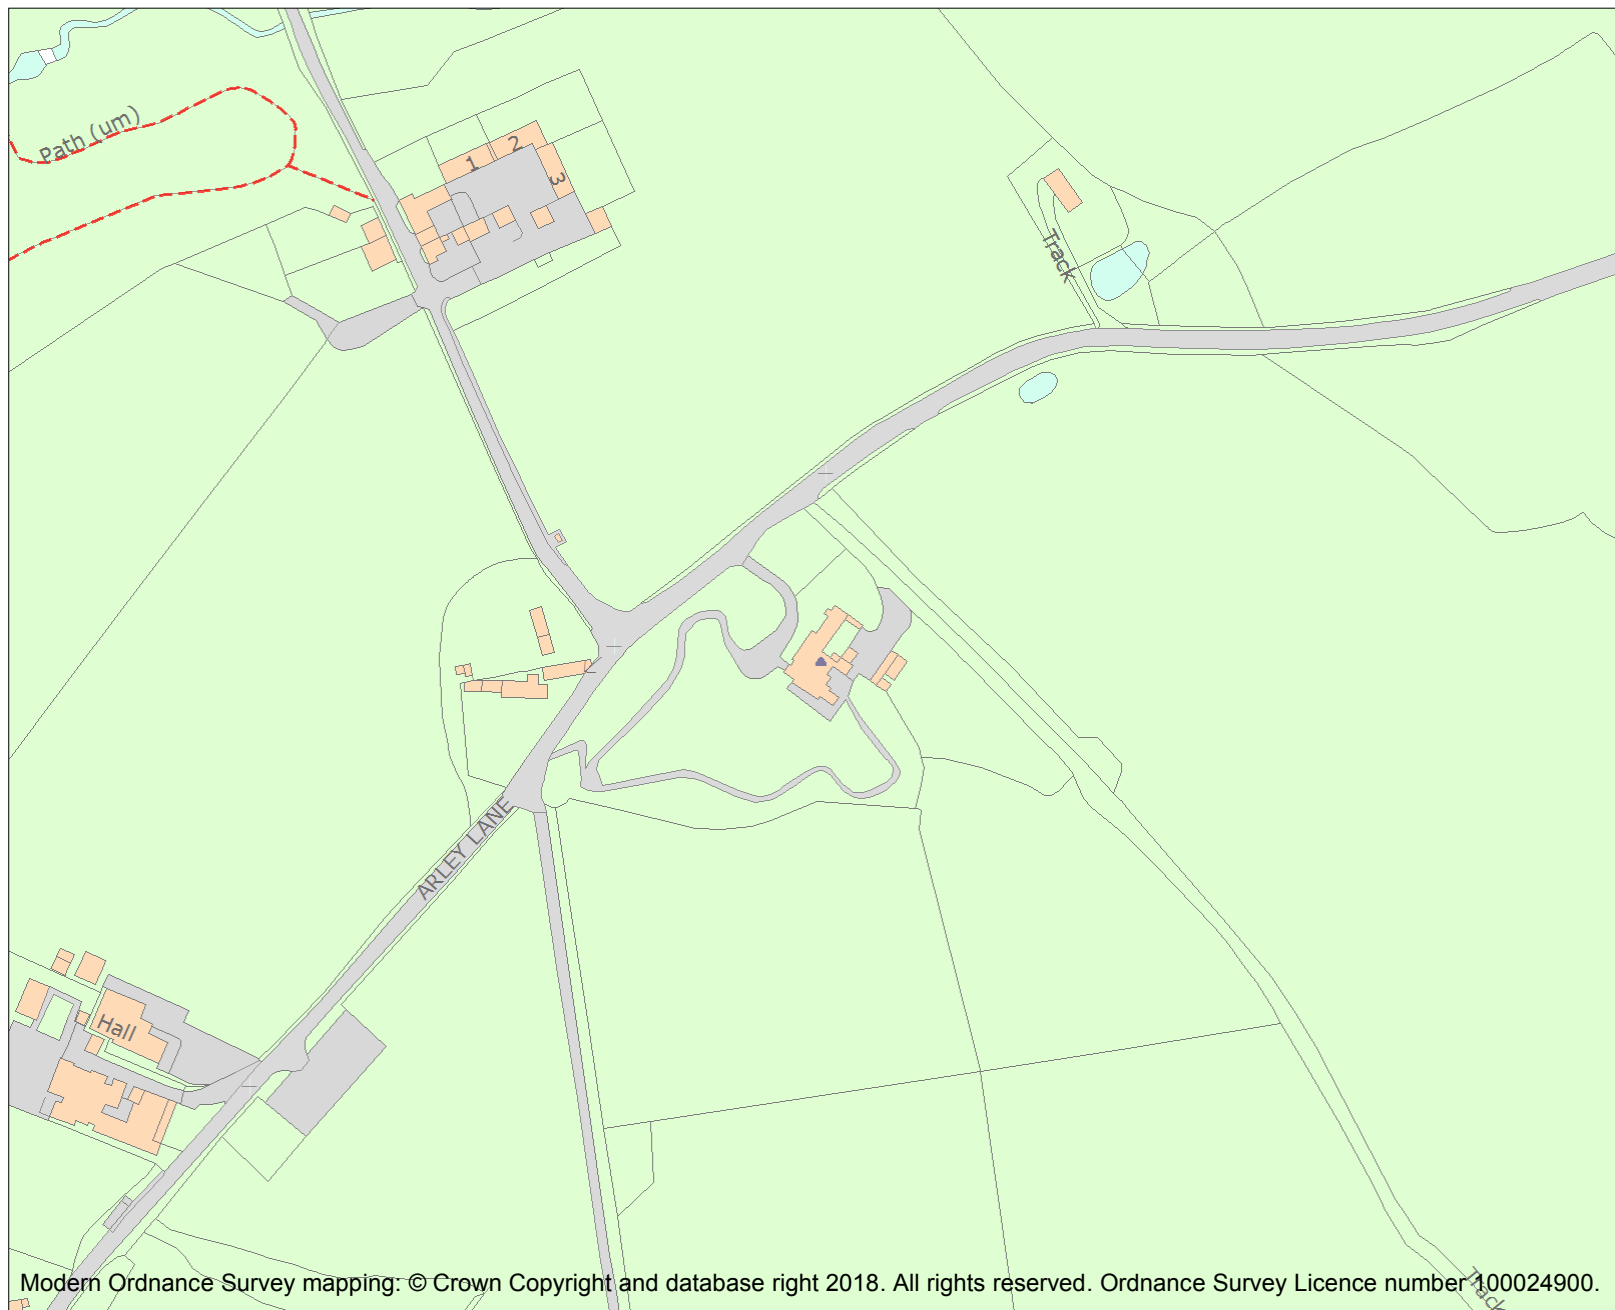 Path (um)
1
2
3
Track
ARLEY LANE
Hall
Track
Modern Ordnance Survey mapping: © Crown Copyright and database right 2018. All rights reserved. Ordnance Survey Licence number 100024900.